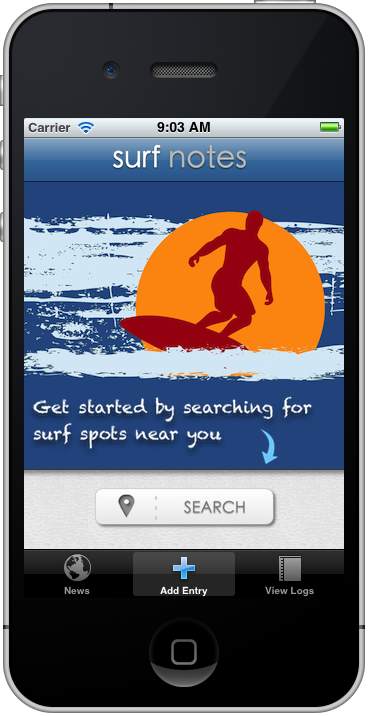 Carrier 9:03 AM
surf notes
Get started by searching for
surf spots near you
SEARCH
News Add Entry View Logs